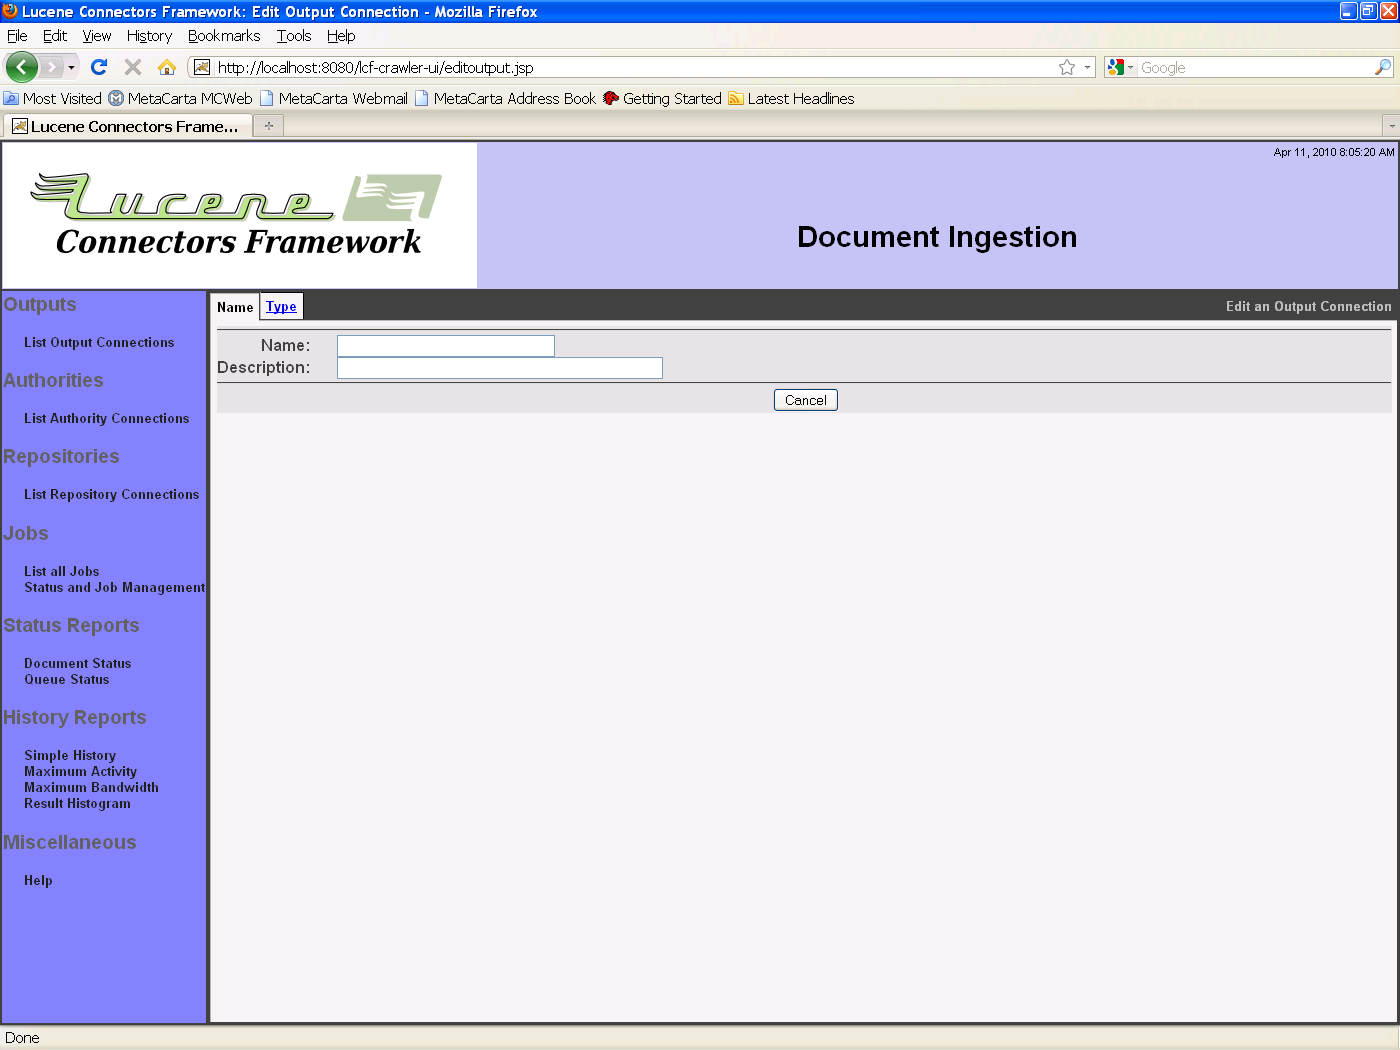 Lucene Connectors Framework: Edit Output Connection - Mozilla Firefox
File Edit View History Bookmarks Tools Help
http://localhost:8080/lcf-crawler-ui/editoutput.jsp Google
Most Visited MetaCarta MCWeb MetaCarta Webmail MetaCarta Address Book Getting Started Latest Headlines
Lucene Connectors Frame...
Apr 11, 2010 8:05:20 AM
Lucene
Connectors Framework
Document Ingestion
Outputs
List Output Connections
Authorities
List Authority Connections
Repositories
List Repository Connections
Jobs
List all Jobs
Status and Job Management
Status Reports
Document Status
Queue Status
History Reports
Simple History
Maximum Activity
Maximum Bandwidth
Result Histogram
Miscellaneous
Help
Name Type Edit an Output Connection
Name:
Description:
Cancel
Done